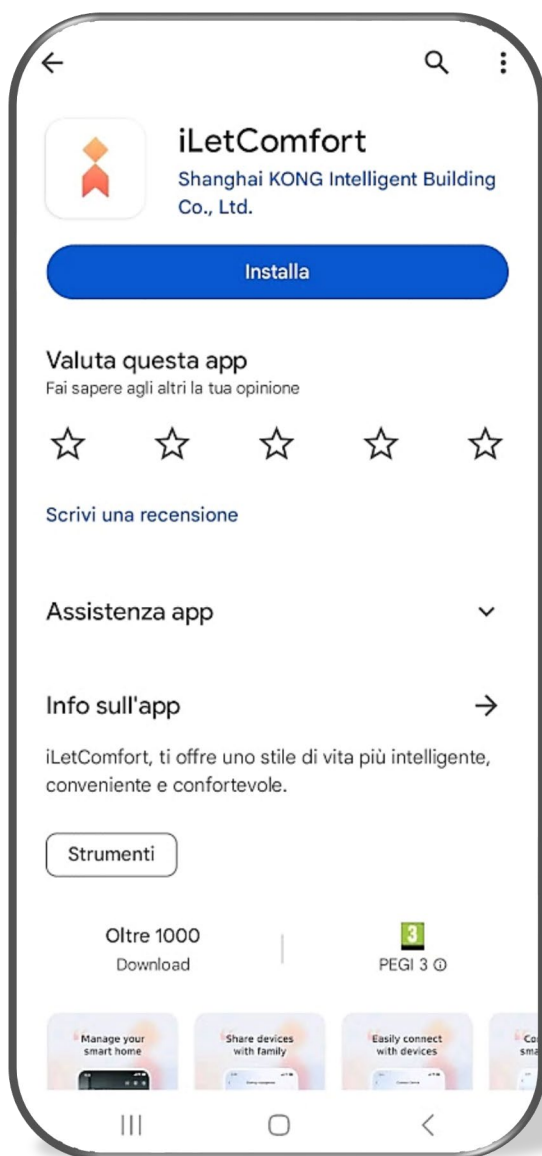 iLetComfort
Shanghai KONG Intelligent Building
Co., Ltd.
Installa
Valuta questa app
Fai sapere agli altri la tua opinione
Scrivi una recensione
Assistenza app
Info sull'app
iLetComfort, ti offre uno stile di vita più intelligente,
conveniente e confortevole.
Strumenti
Oltre 1000
Download
3
PEGI 3
Manage your
smart home
Share devices
with family
Easily connect
with devices